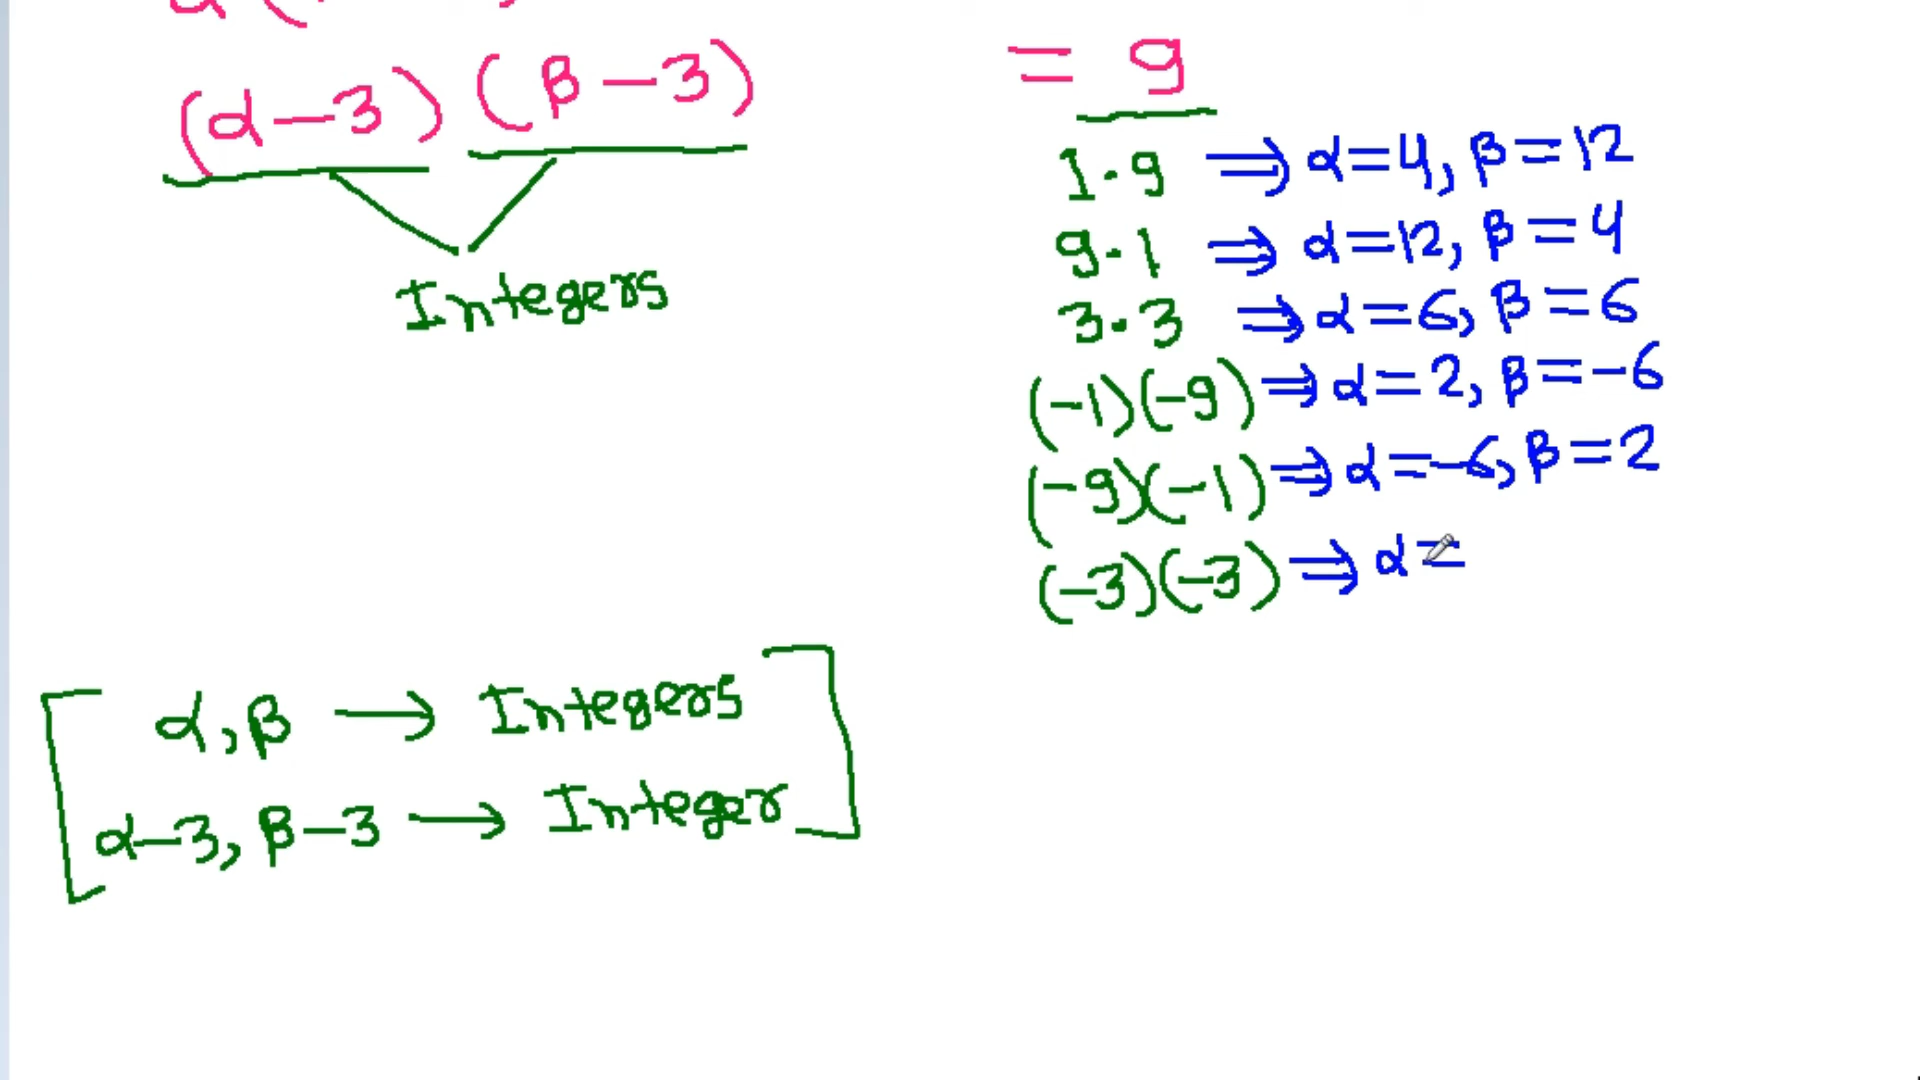 (α-3) (β-3) = 9
Integers
1·9 ⇒ α=4, β=12
9·1 ⇒ α=12, β=4
3·3 ⇒ α=6, β=6
(-1)(-9) ⇒ α=2, β=-6
(-9)(-1) ⇒ α=-6, β=2
(-3)(-3) ⇒ α=
α, β → Integers
α-3, β-3 → Integer